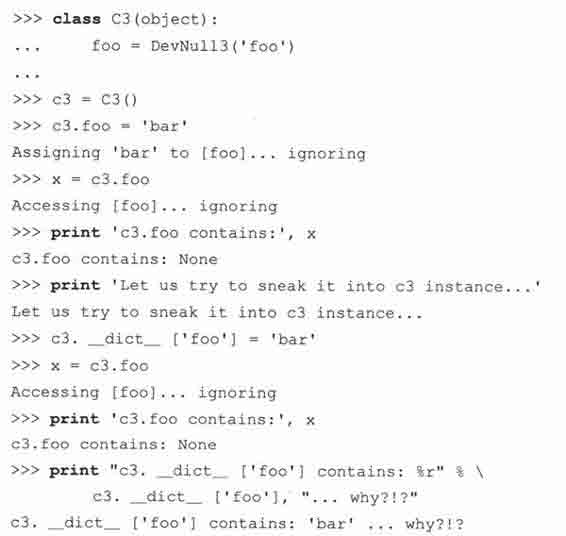 >>> class C3(object):
...     foo = DevNull3('foo')
...
>>> c3 = C3()
>>> c3.foo = 'bar'
Assigning 'bar' to [foo]... ignoring
>>> x = c3.foo
Accessing [foo]... ignoring
>>> print 'c3.foo contains:', x
c3.foo contains: None
>>> print 'Let us try to sneak it into c3 instance...'
Let us try to sneak it into c3 instance...
>>> c3. __dict__ ['foo'] = 'bar'
>>> x = c3.foo
Accessing [foo]... ignoring
>>> print 'c3.foo contains:', x
c3.foo contains: None
>>> print "c3. __dict__ ['foo'] contains: %r" % \
        c3. __dict__ ['foo'], "... why?!?"
c3. __dict__ ['foo'] contains: 'bar' ... why?!?